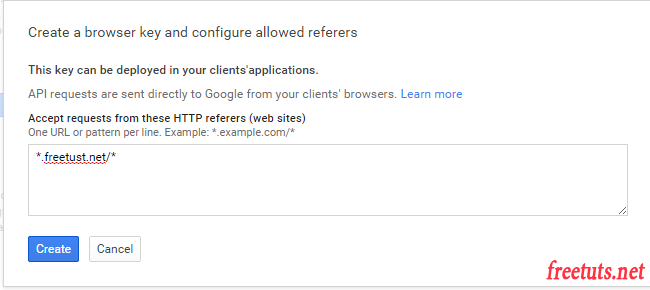 Create a browser key and configure allowed referers
This key can be deployed in your clients'applications.
API requests are sent directly to Google from your clients' browsers. Learn more
Accept requests from these HTTP referers (web sites)
One URL or pattern per line. Example: *.example.com/*
*.freetust.net/*
Create Cancel
freetuts.net